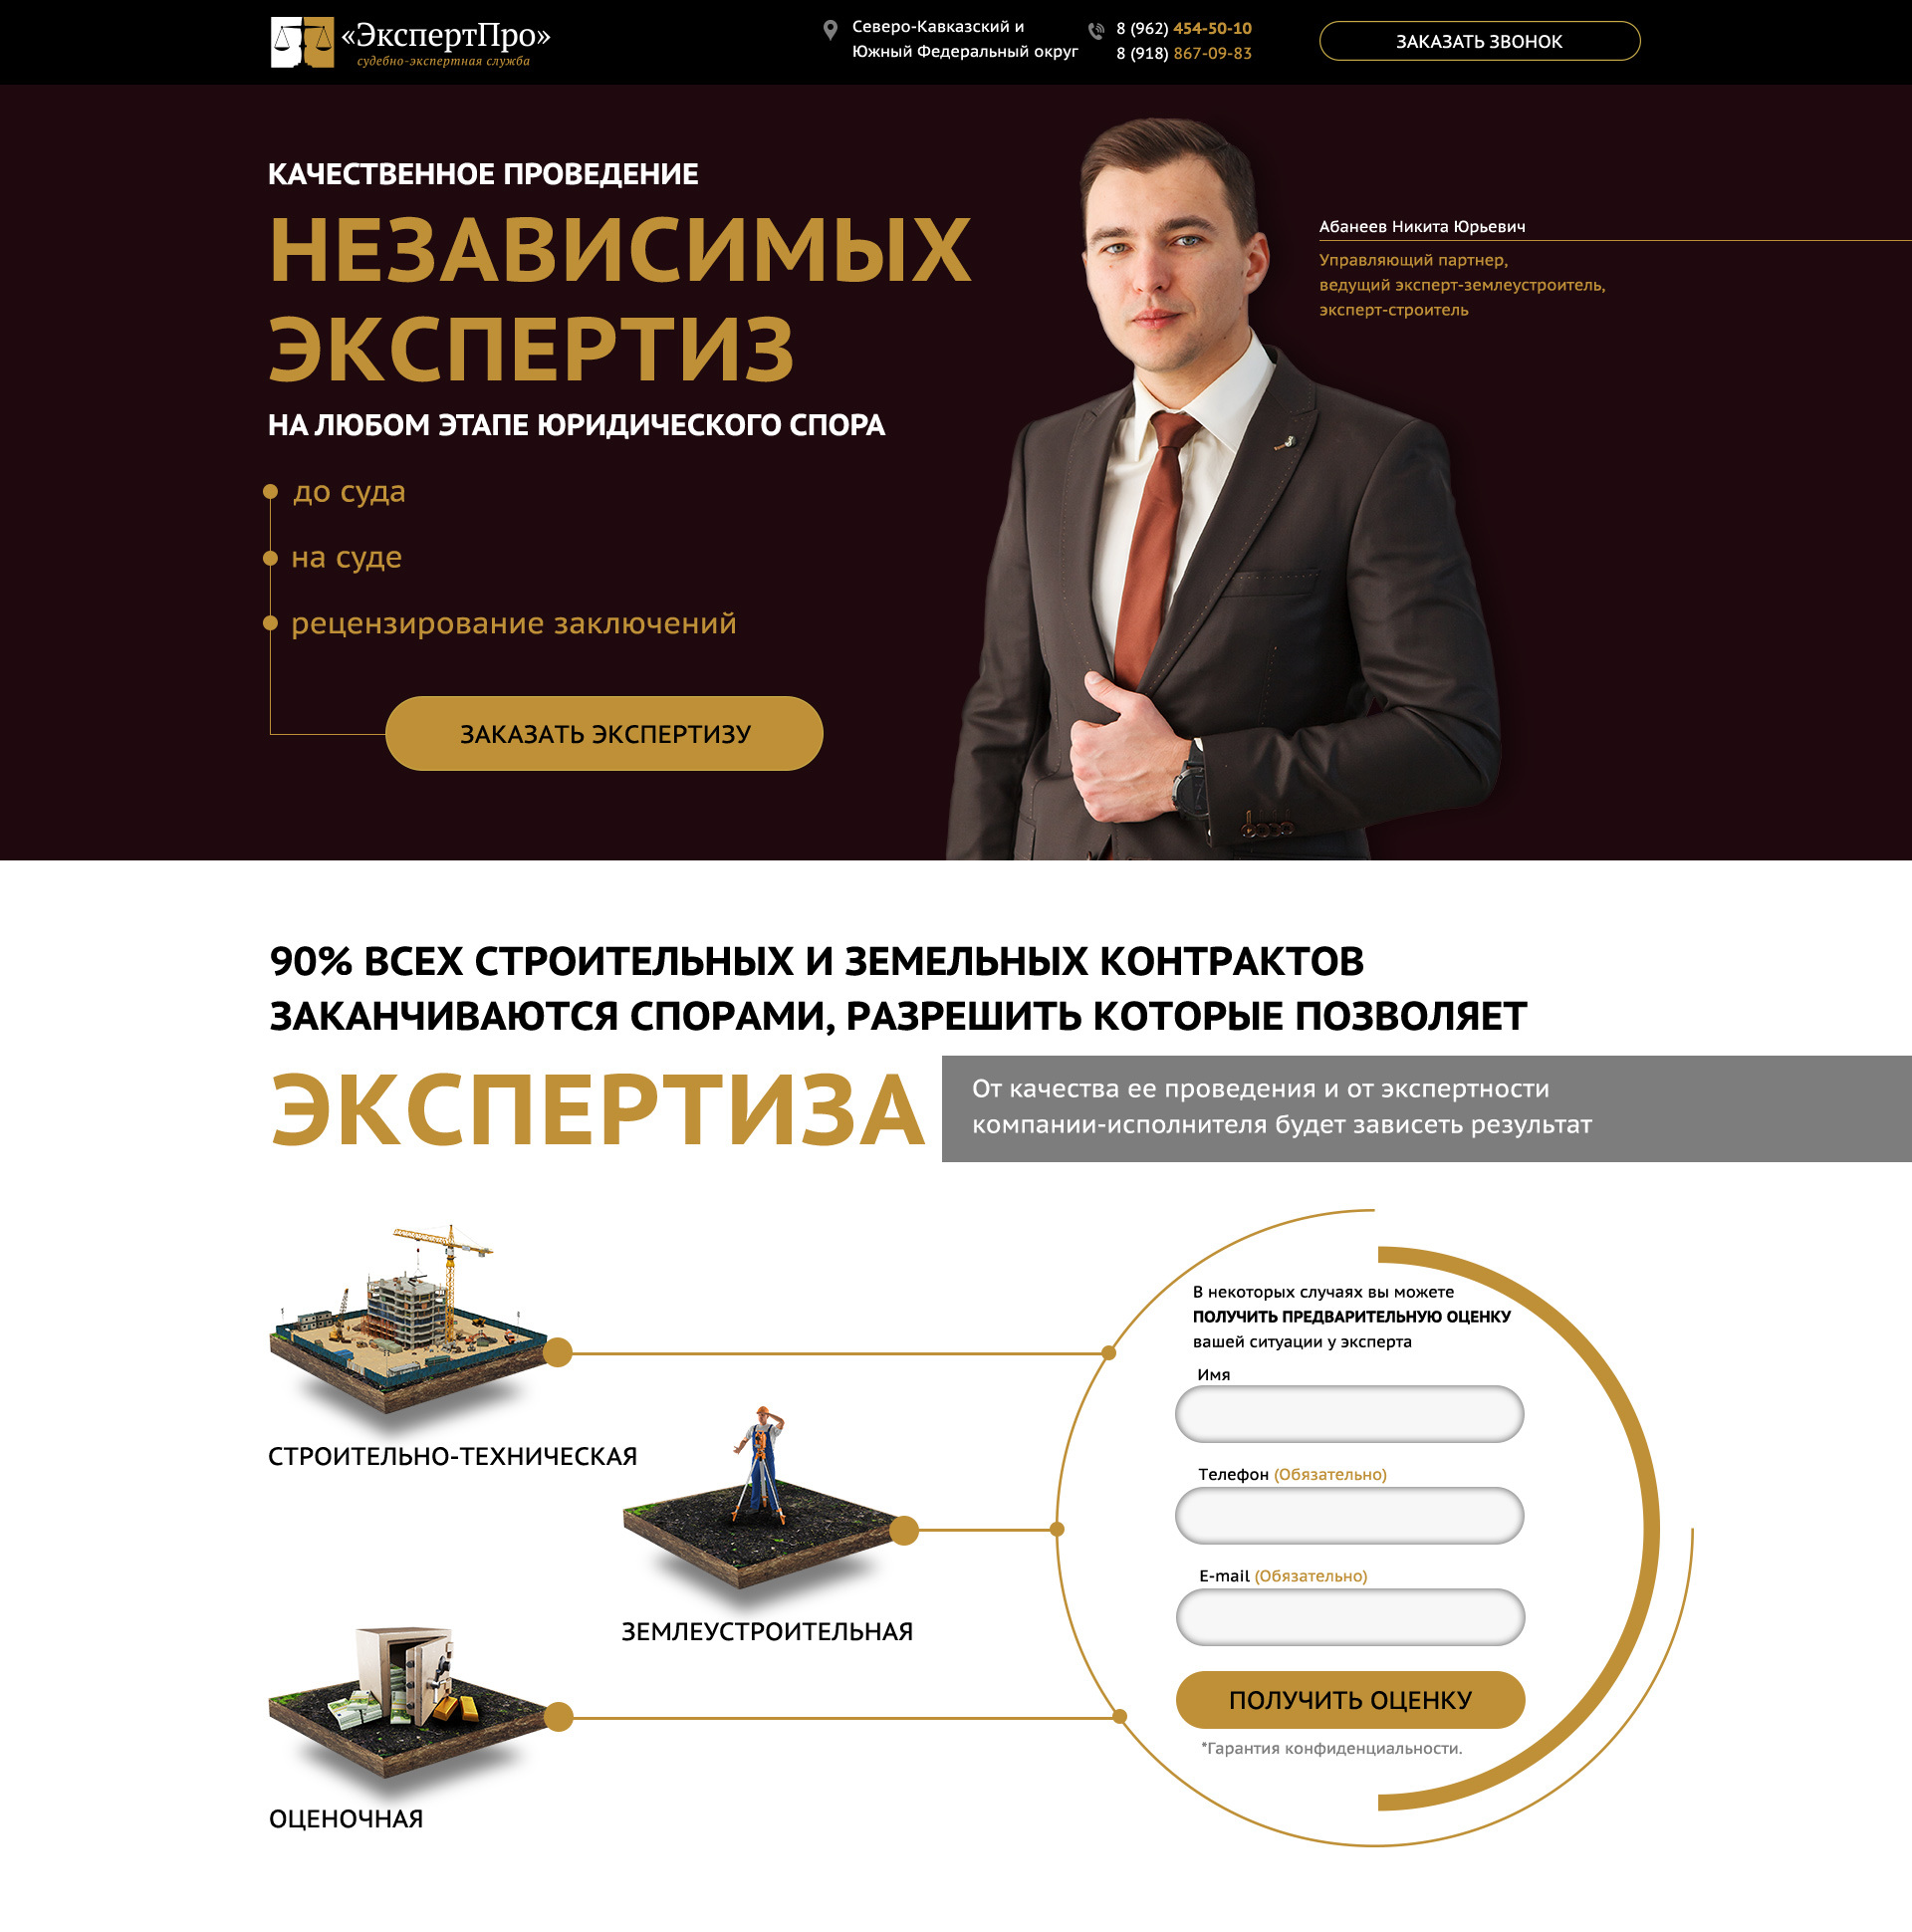 «ЭкспертПро»
судебно-экспертная служба
Северо-Кавказский и
Южный Федеральный округ
8 (962) 454-50-10
8 (918) 867-09-83
ЗАКАЗАТЬ ЗВОНОК
КАЧЕСТВЕННОЕ ПРОВЕДЕНИЕ
НЕЗАВИСИМЫХ
ЭКСПЕРТИЗ
НА ЛЮБОМ ЭТАПЕ ЮРИДИЧЕСКОГО СПОРА
до суда
на суде
рецензирование заключений
ЗАКАЗАТЬ ЭКСПЕРТИЗУ
Абанеев Никита Юрьевич
Управляющий партнер,
ведущий эксперт-землеустроитель,
эксперт-строитель
90% ВСЕХ СТРОИТЕЛЬНЫХ И ЗЕМЕЛЬНЫХ КОНТРАКТОВ
ЗАКАНЧИВАЮТСЯ СПОРАМИ, РАЗРЕШИТЬ КОТОРЫЕ ПОЗВОЛЯЕТ
ЭКСПЕРТИЗА
От качества ее проведения и от экспертности
компании-исполнителя будет зависеть результат
СТРОИТЕЛЬНО-ТЕХНИЧЕСКАЯ
ЗЕМЛЕУСТРОИТЕЛЬНАЯ
ОЦЕНОЧНАЯ
В некоторых случаях вы можете
ПОЛУЧИТЬ ПРЕДВАРИТЕЛЬНУЮ ОЦЕНКУ
вашей ситуации у эксперта
Имя
Телефон (Обязательно)
E-mail (Обязательно)
ПОЛУЧИТЬ ОЦЕНКУ
*Гарантия конфиденциальности.